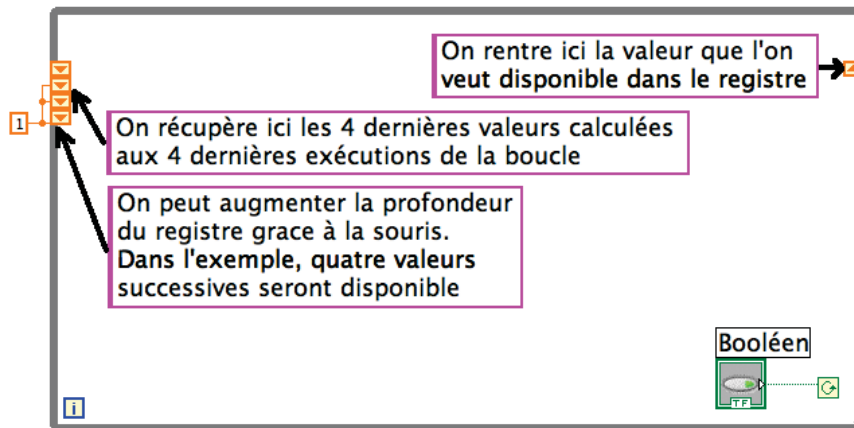 On rentre ici la valeur que l'on
veut disponible dans le registre
1
On récupère ici les 4 dernières valeurs calculées
aux 4 dernières exécutions de la boucle
On peut augmenter la profondeur
du registre grace à la souris.
Dans l'exemple, quatre valeurs
successives seront disponible
Booléen
TF
i